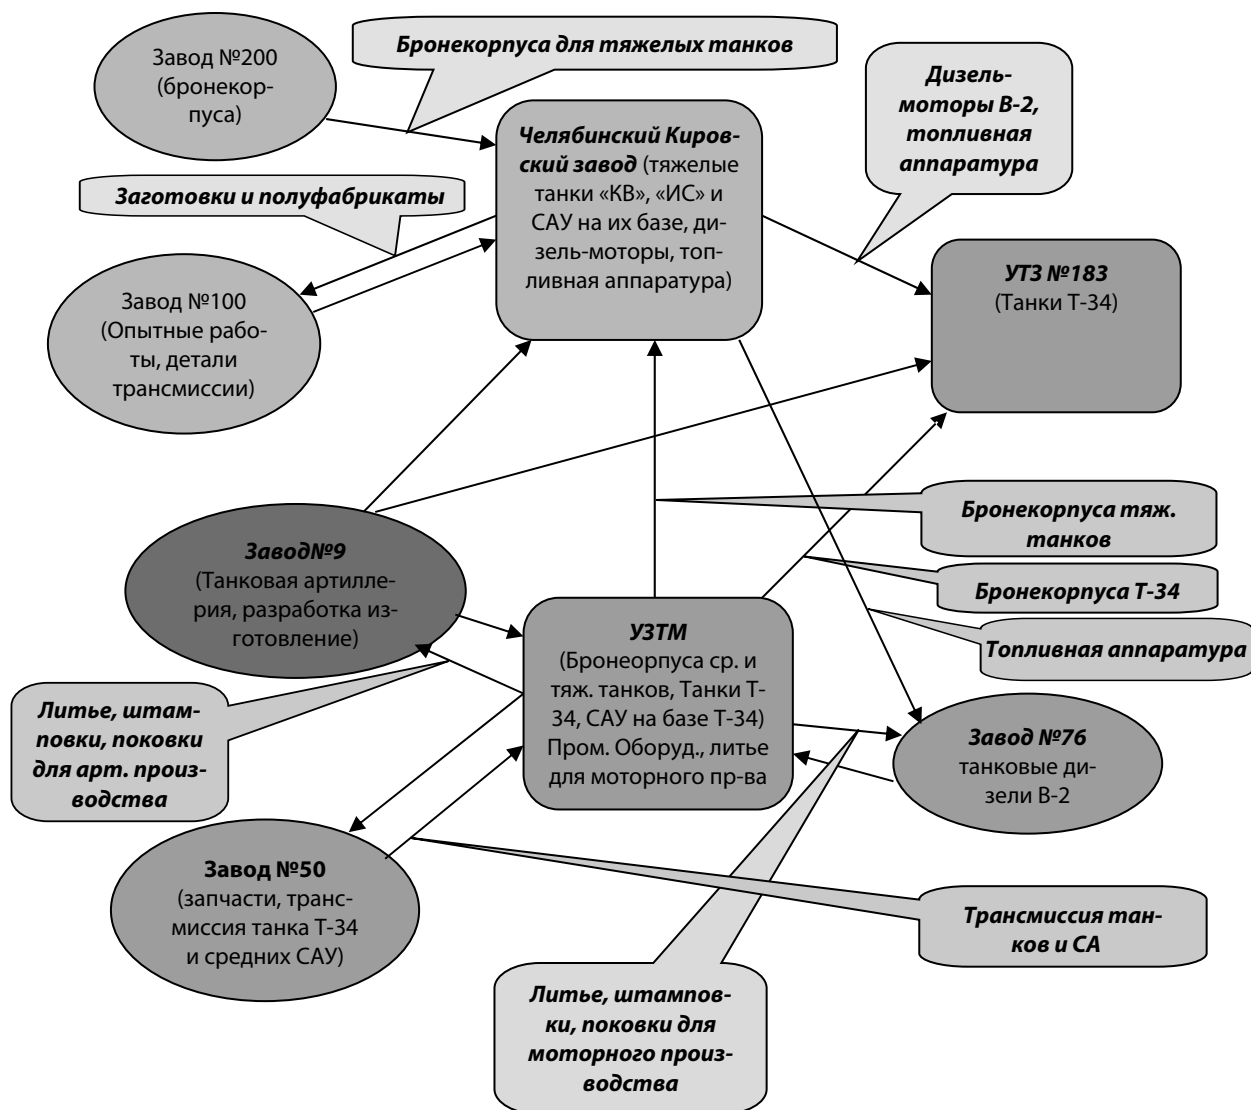 Завод №200
(бронекор-
пуса)
Бронекорпуса для тяжелых танков
Дизель-
моторы В-2,
топливная
аппаратура
Челябинский Киров-
ский завод (тяжелые
танки «КВ», «ИС» и
САУ на их базе, ди-
зель-моторы, топ-
ливная аппаратура)
Заготовки и полуфабрикаты
УТЗ №183
(Танки Т-34)
Завод №100
(Опытные рабо-
ты, детали
трансмиссии)
Завод№9
(Танковая артилле-
рия, разработка из-
готовление)
Бронекорпуса тяж.
танков
Бронекорпуса Т-34
Топливная аппаратура
УЗТМ
(Бронеорпуса ср. и
тяж. танков, Танки Т-
34, САУ на базе Т-34)
Пром. Оборуд., литье
для моторного пр-ва
Литье, штам-
повки, поковки
для арт. произ-
водства
Завод №76
танковые ди-
зели В-2
Завод №50
(запчасти, транс-
миссия танка Т-34
и средних САУ)
Трансмиссия тан-
ков и СА
Литье, штампов-
ки, поковки для
моторного произ-
водства